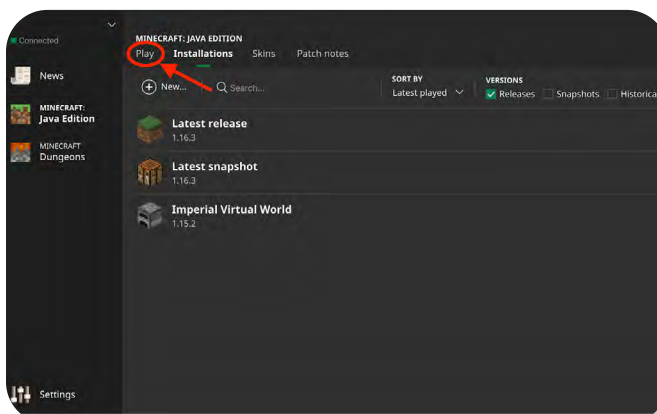 Connected
News
MINECRAFT:
Java Edition
MINECRAFT
Dungeons
Settings
MINECRAFT: JAVA EDITION
Play Installations Skins Patch notes
New... Search...
SORT BY
Latest played
VERSIONS
Releases Snapshots Historica
Latest release
1.16.3
Latest snapshot
1.16.3
Imperial Virtual World
1.15.2